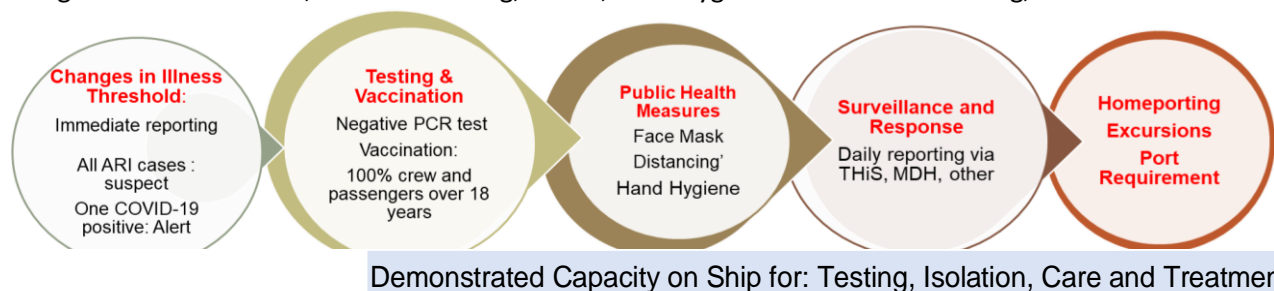 Changes in Illness
Threshold:
Immediate reporting
All ARI cases :
suspect
One COVID-19
positive: Alert
Testing &
Vaccination
Negative PCR test
Vaccination:
100% crew and
passengers over 18
years
Public Health
Measures
Face Mask
Distancing’
Hand Hygiene
Surveillance and
Response
Daily reporting via
THiS, MDH, other
Homeporting
Excursions
Port
Requirement
Demonstrated Capacity on Ship for: Testing, Isolation, Care and Treatmen